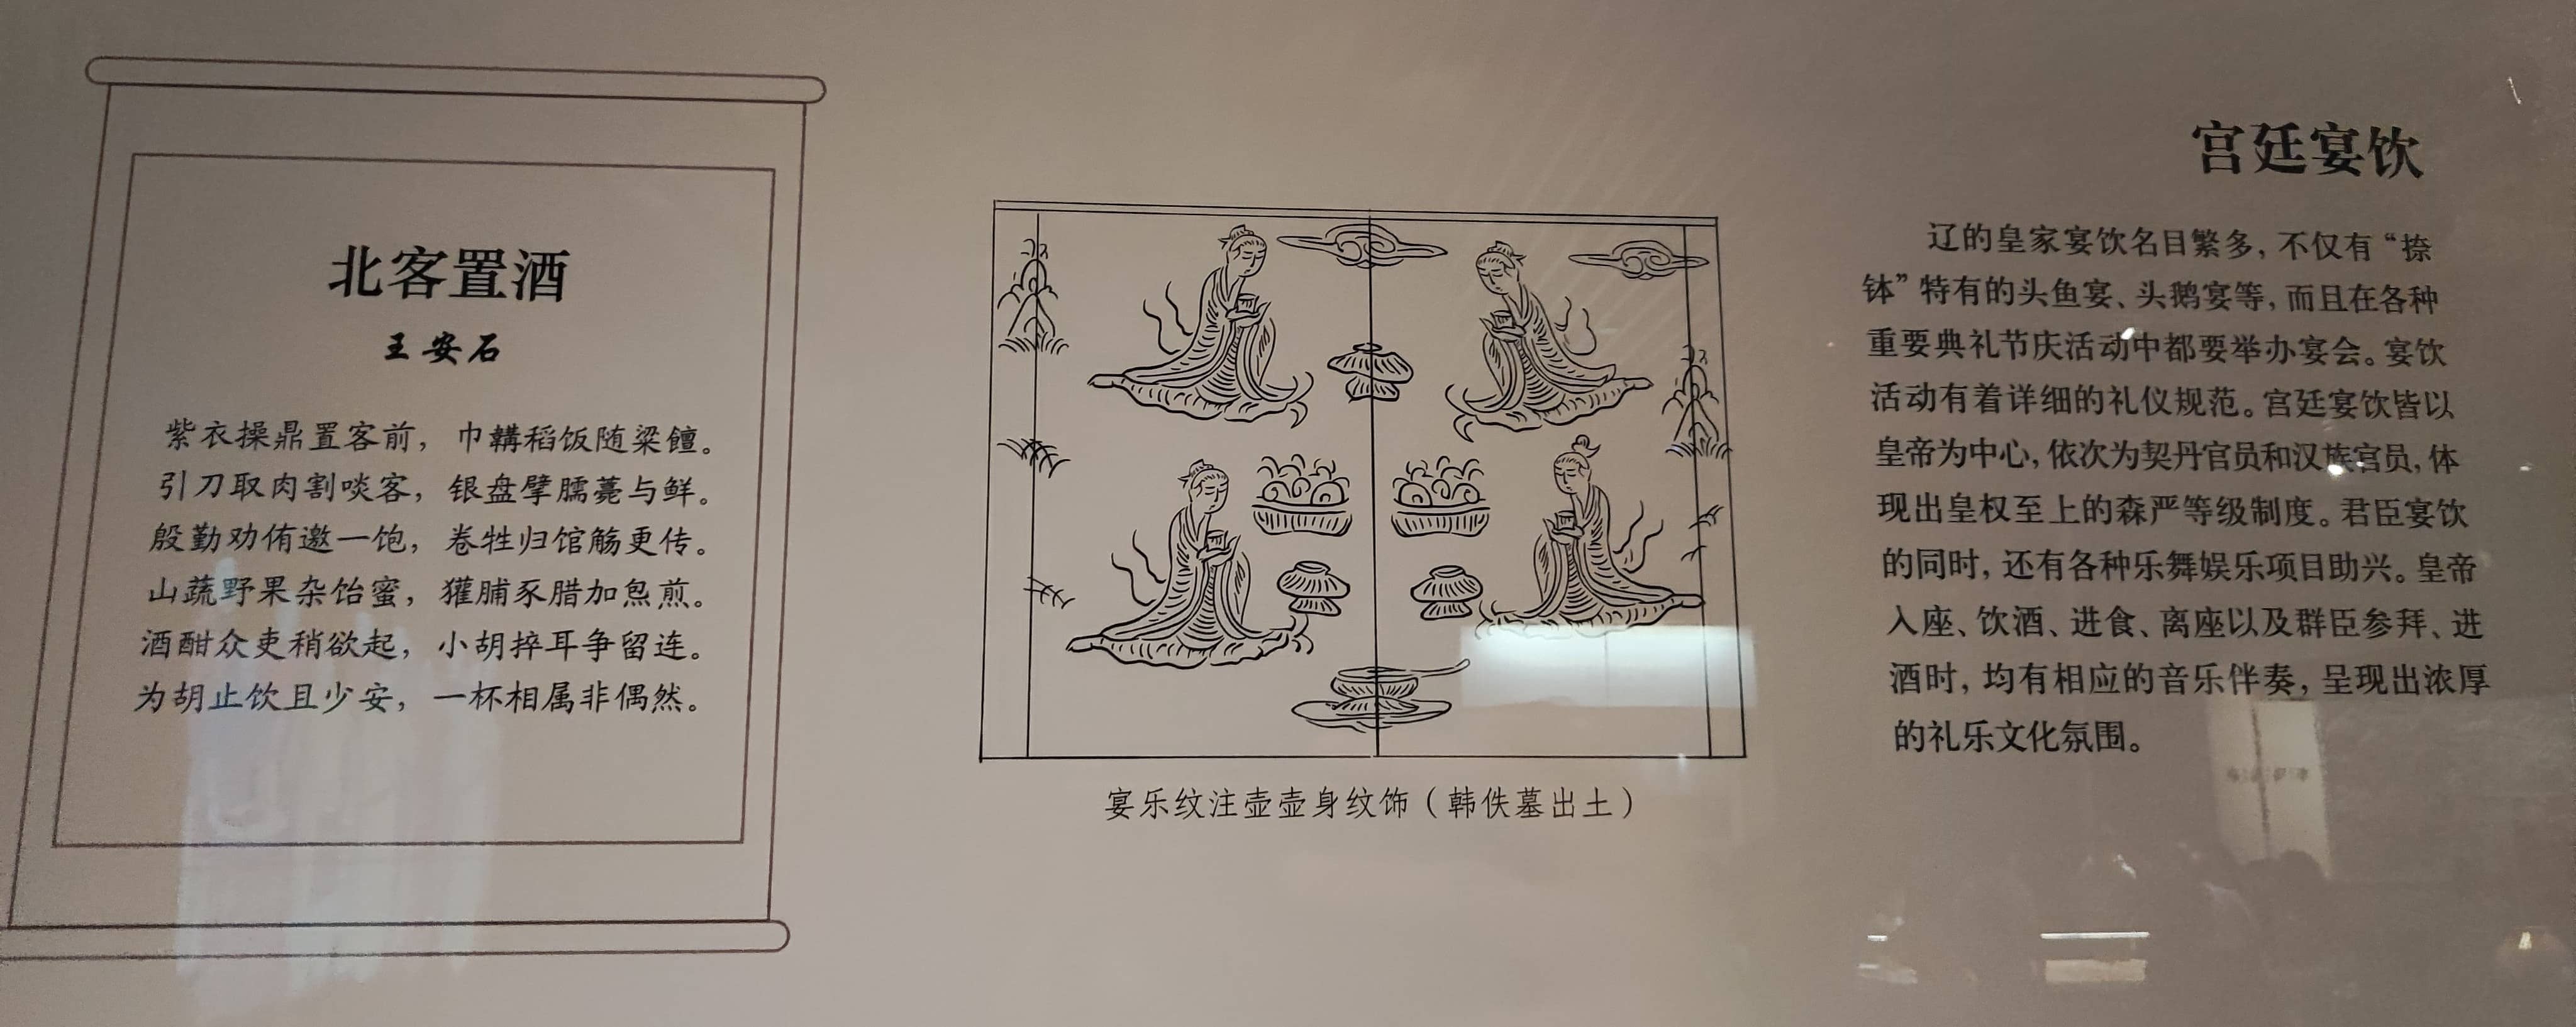 北客置酒
王安石
紫衣操鼎置客前，巾韝稻饭随粱饘。
引刀取肉割啖客，银盘擘臑薧与鲜。
殷勤劝侑邀一饱，卷牲归馆觞更传。
山蔬野果杂饴蜜，獾脯豕腊加炰煎。
酒酣众吏稍欲起，小胡捽耳争留连。
为胡止饮且少安，一杯相属非偶然。
宴乐纹注壶壶身纹饰（韩佚墓出土）
宫廷宴饮
辽的皇家宴饮名目繁多，不仅有“捺
钵”特有的头鱼宴、头鹅宴等，而且在各种
重要典礼节庆活动中都要举办宴会。宴饮
活动有着详细的礼仪规范。宫廷宴饮皆以
皇帝为中心，依次为契丹官员和汉族官员，体
现出皇权至上的森严等级制度。君臣宴饮
的同时，还有各种乐舞娱乐项目助兴。皇帝
入座、饮酒、进食、离座以及群臣参拜、进
酒时，均有相应的音乐伴奏，呈现出浓厚
的礼乐文化氛围。